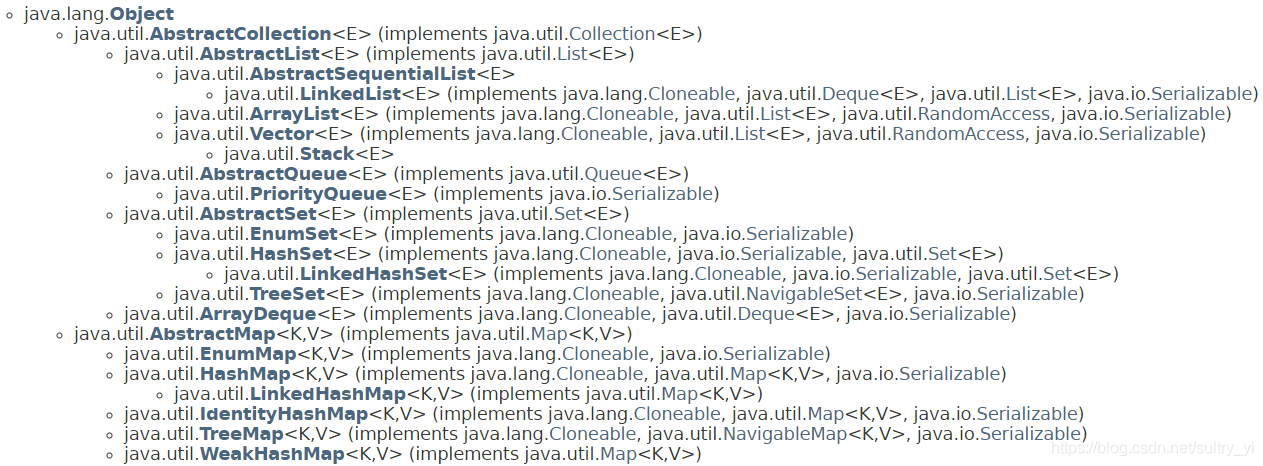 java.lang.Object
java.util.AbstractCollection<E> (implements java.util.Collection<E>)
java.util.AbstractList<E> (implements java.util.List<E>)
java.util.AbstractSequentialList<E>
java.util.LinkedList<E> (implements java.lang.Cloneable, java.util.Deque<E>, java.util.List<E>, java.io.Serializable)
java.util.ArrayList<E> (implements java.lang.Cloneable, java.util.List<E>, java.util.RandomAccess, java.io.Serializable)
java.util.Vector<E> (implements java.lang.Cloneable, java.util.List<E>, java.util.RandomAccess, java.io.Serializable)
java.util.Stack<E>
java.util.AbstractQueue<E> (implements java.util.Queue<E>)
java.util.PriorityQueue<E> (implements java.io.Serializable)
java.util.AbstractSet<E> (implements java.util.Set<E>)
java.util.EnumSet<E> (implements java.lang.Cloneable, java.io.Serializable)
java.util.HashSet<E> (implements java.lang.Cloneable, java.io.Serializable, java.util.Set<E>)
java.util.LinkedHashSet<E> (implements java.lang.Cloneable, java.io.Serializable, java.util.Set<E>)
java.util.TreeSet<E> (implements java.lang.Cloneable, java.util.NavigableSet<E>, java.io.Serializable)
java.util.ArrayDeque<E> (implements java.lang.Cloneable, java.util.Deque<E>, java.io.Serializable)
java.util.AbstractMap<K,V> (implements java.util.Map<K,V>)
java.util.EnumMap<K,V> (implements java.lang.Cloneable, java.io.Serializable)
java.util.HashMap<K,V> (implements java.lang.Cloneable, java.util.Map<K,V>, java.io.Serializable)
java.util.LinkedHashMap<K,V> (implements java.util.Map<K,V>)
java.util.IdentityHashMap<K,V> (implements java.lang.Cloneable, java.util.Map<K,V>, java.io.Serializable)
java.util.TreeMap<K,V> (implements java.lang.Cloneable, java.util.NavigableMap<K,V>, java.io.Serializable)
java.util.WeakHashMap<K,V> (implements java.util.Map<K,V>)
https://blog.csdn.net/sultry_yi